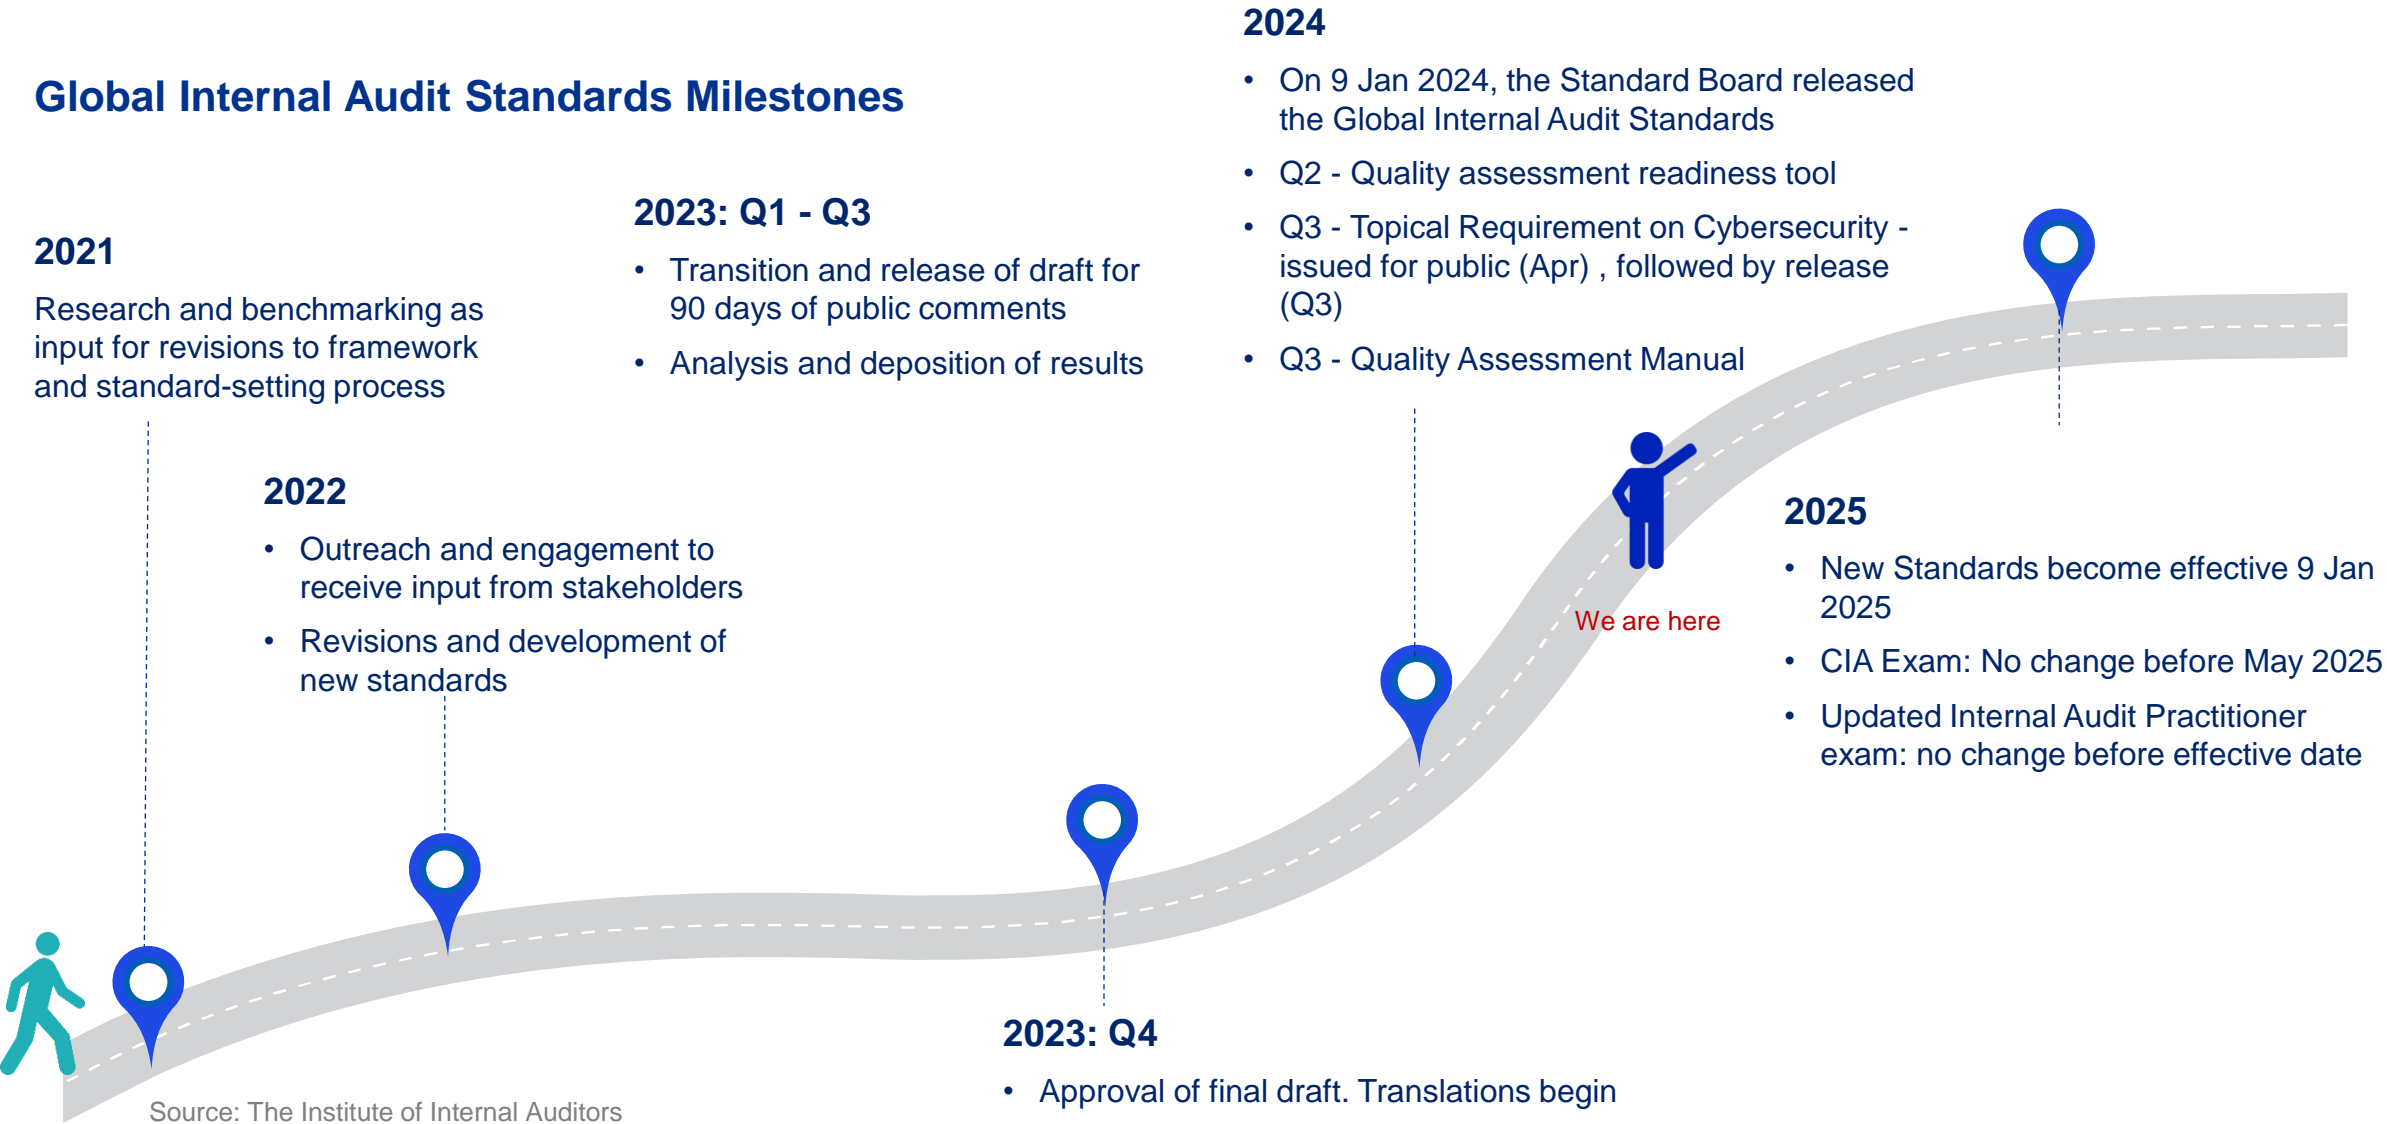 Global Internal Audit Standards Milestones
2021
Research and benchmarking as
input for revisions to framework
and standard-setting process
2022
• Outreach and engagement to
receive input from stakeholders
• Revisions and development of
new standards
2023: Q1 - Q3
• Transition and release of draft for
90 days of public comments
• Analysis and deposition of results
2023: Q4
• Approval of final draft. Translations begin
2024
• On 9 Jan 2024, the Standard Board released
the Global Internal Audit Standards
• Q2 - Quality assessment readiness tool
• Q3 - Topical Requirement on Cybersecurity -
issued for public (Apr) , followed by release
(Q3)
• Q3 - Quality Assessment Manual
We are here
2025
• New Standards become effective 9 Jan
2025
• CIA Exam: No change before May 2025
• Updated Internal Audit Practitioner
exam: no change before effective date
Source: The Institute of Internal Auditors